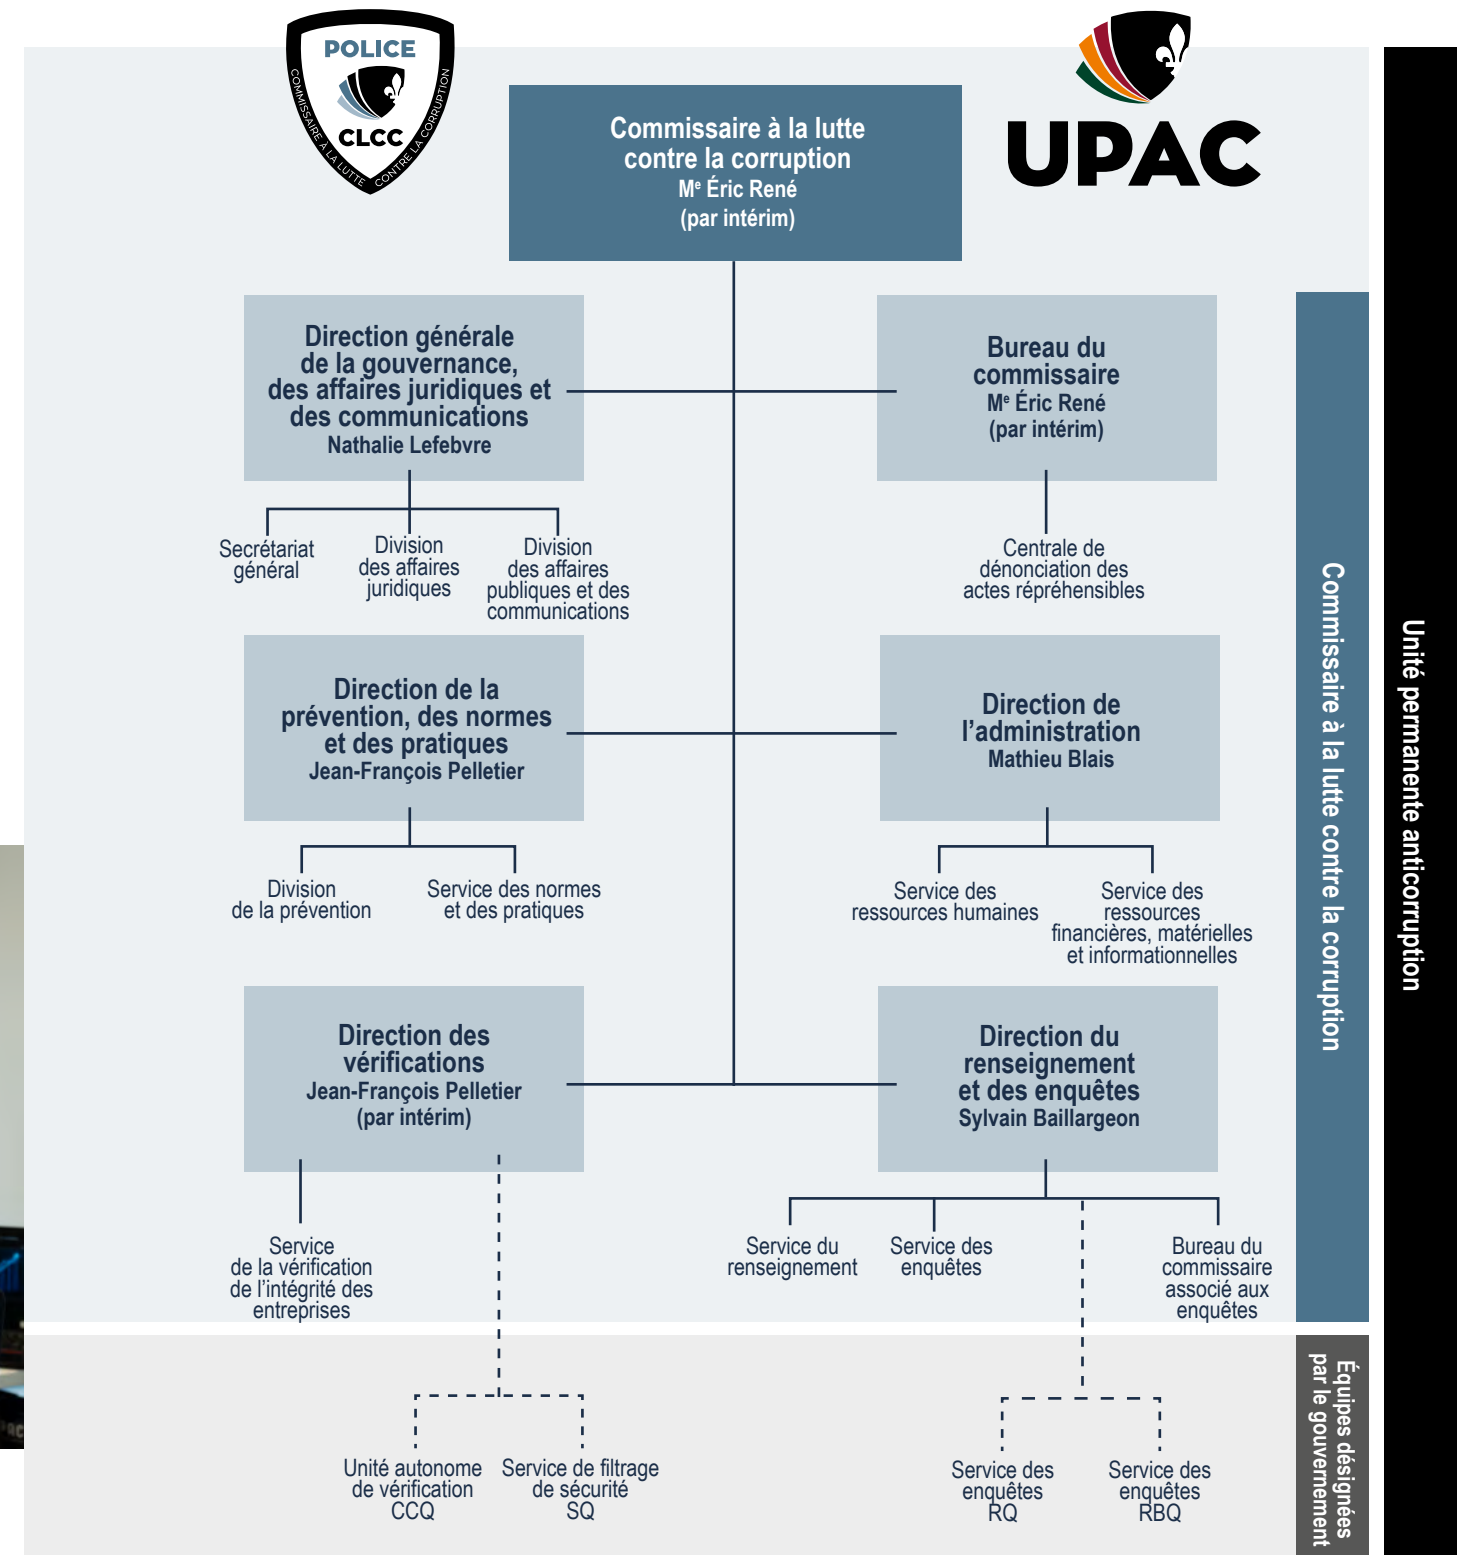 POLICE
CLCC
COMMISSAIRE À LA LUTTE CONTRE LA CORRUPTION
UPAC
Commissaire à la lutte
contre la corruption
Me Éric René
(par intérim)
Direction générale
de la gouvernance,
des affaires juridiques et
des communications
Nathalie Lefebvre
Bureau du
commissaire
Me Éric René
(par intérim)
Secrétariat
général
Division
des affaires
juridiques
Division
des affaires
publiques et des
communications
Centrale de
dénonciation des
actes répréhensibles
Direction de la
prévention, des normes
et des pratiques
Jean-François Pelletier
Direction de
l’administration
Mathieu Blais
Division
de la prévention
Service des normes
et des pratiques
Service des
ressources humaines
Service des
ressources
financières, matérielles
et informationnelles
Direction des
vérifications
Jean-François Pelletier
(par intérim)
Direction du
renseignement
et des enquêtes
Sylvain Baillargeon
Service
de la vérification
de l’intégrité des
entreprises
Service du
renseignement
Service des
enquêtes
Bureau du
commissaire
associé aux
enquêtes
Unité autonome
de vérification
CCQ
Service de filtrage
de sécurité
SQ
Service des
enquêtes
RQ
Service des
enquêtes
RBQ
Commissaire à la lutte contre la corruption
Équipes désignées
par le gouvernement
Unité permanente anticorruption